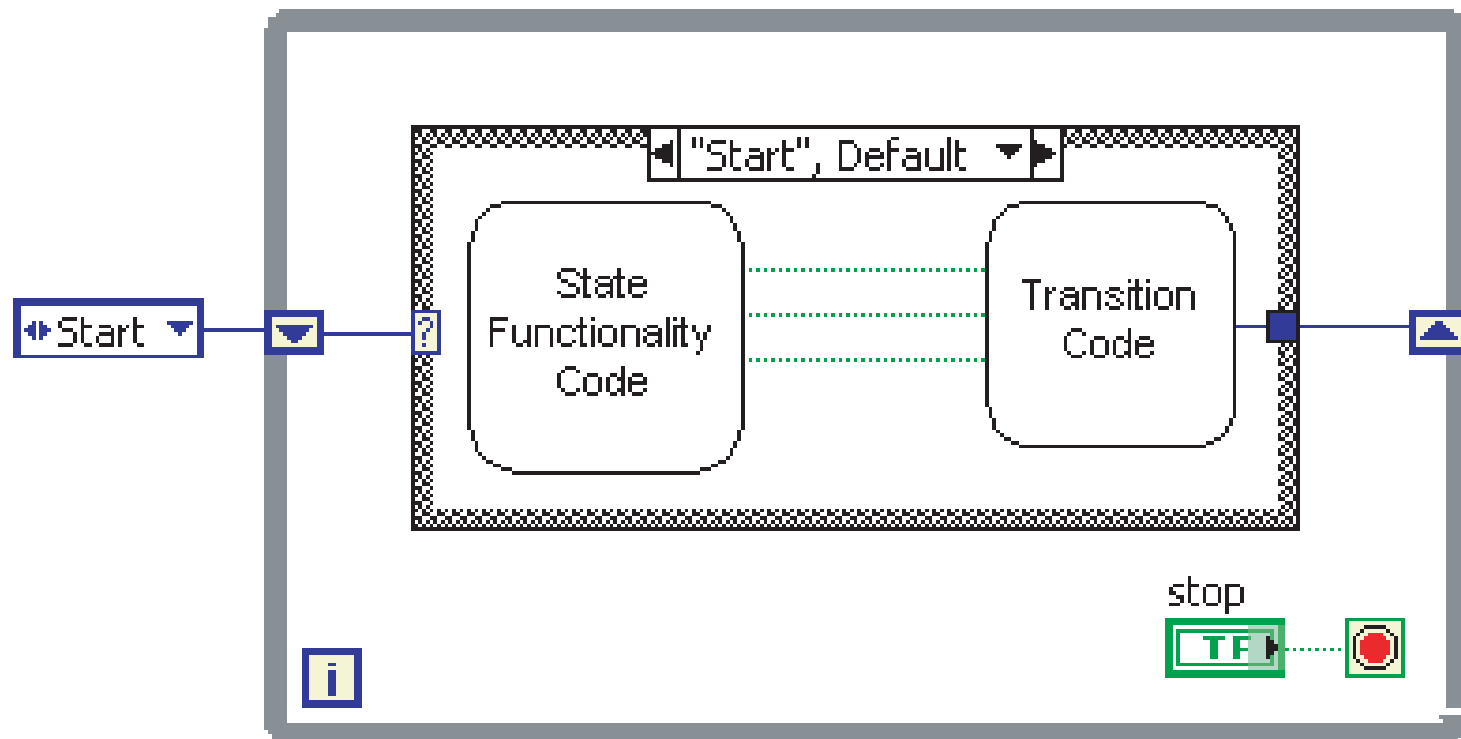 "Start", Default
State
Functionality
Code
Transition
Code
Start
?
stop
TF
i